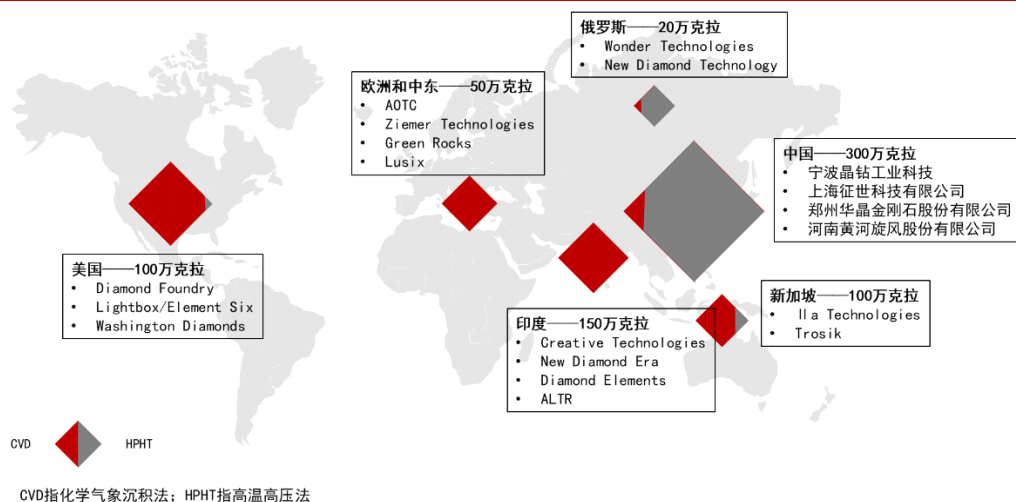 俄罗斯——20万克拉
• Wonder Technologies
• New Diamond Technology
欧洲和中东——50万克拉
• AOTC
• Ziemer Technologies
• Green Rocks
• Lusix
中国——300万克拉
• 宁波晶钻工业科技
• 上海征世科技有限公司
• 郑州华晶金刚石股份有限公司
• 河南黄河旋风股份有限公司
美国——100万克拉
• Diamond Foundry
• Lightbox/Element Six
• Washington Diamonds
新加坡——100万克拉
• IIa Technologies
• Trosik
印度——150万克拉
• Creative Technologies
• New Diamond Era
• Diamond Elements
• ALTR
CVD HPHT
CVD指化学气象沉积法；HPHT指高温高压法